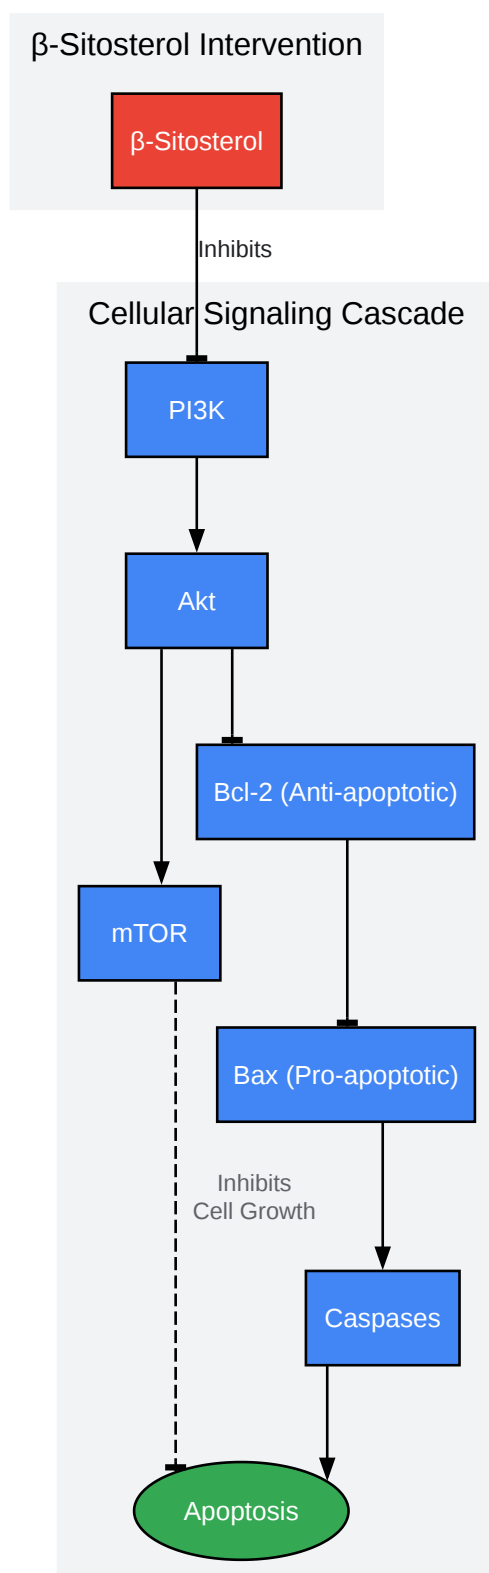 β-Sitosterol Intervention
β-Sitosterol
Inhibits
Cellular Signaling Cascade
PI3K
Akt
Bcl-2 (Anti-apoptotic)
mTOR
Bax (Pro-apoptotic)
Inhibits
Cell Growth
Caspases
Apoptosis